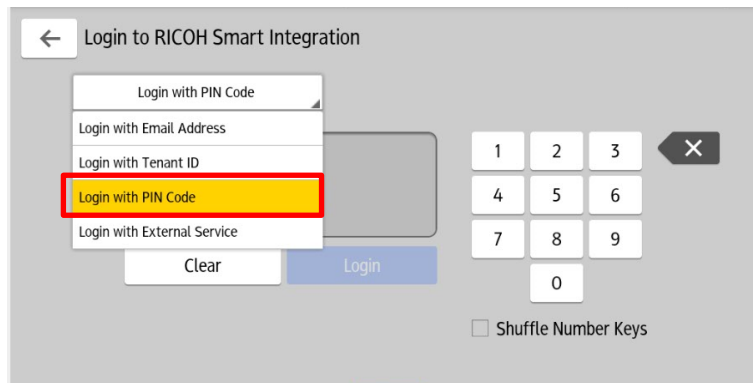 Login to RICOH Smart Integration
Login with PIN Code
Login with Email Address
Login with Tenant ID
Login with PIN Code
Login with External Service
Clear
Login
1 2 3
4 5 6
7 8 9
0
Shuffle Number Keys